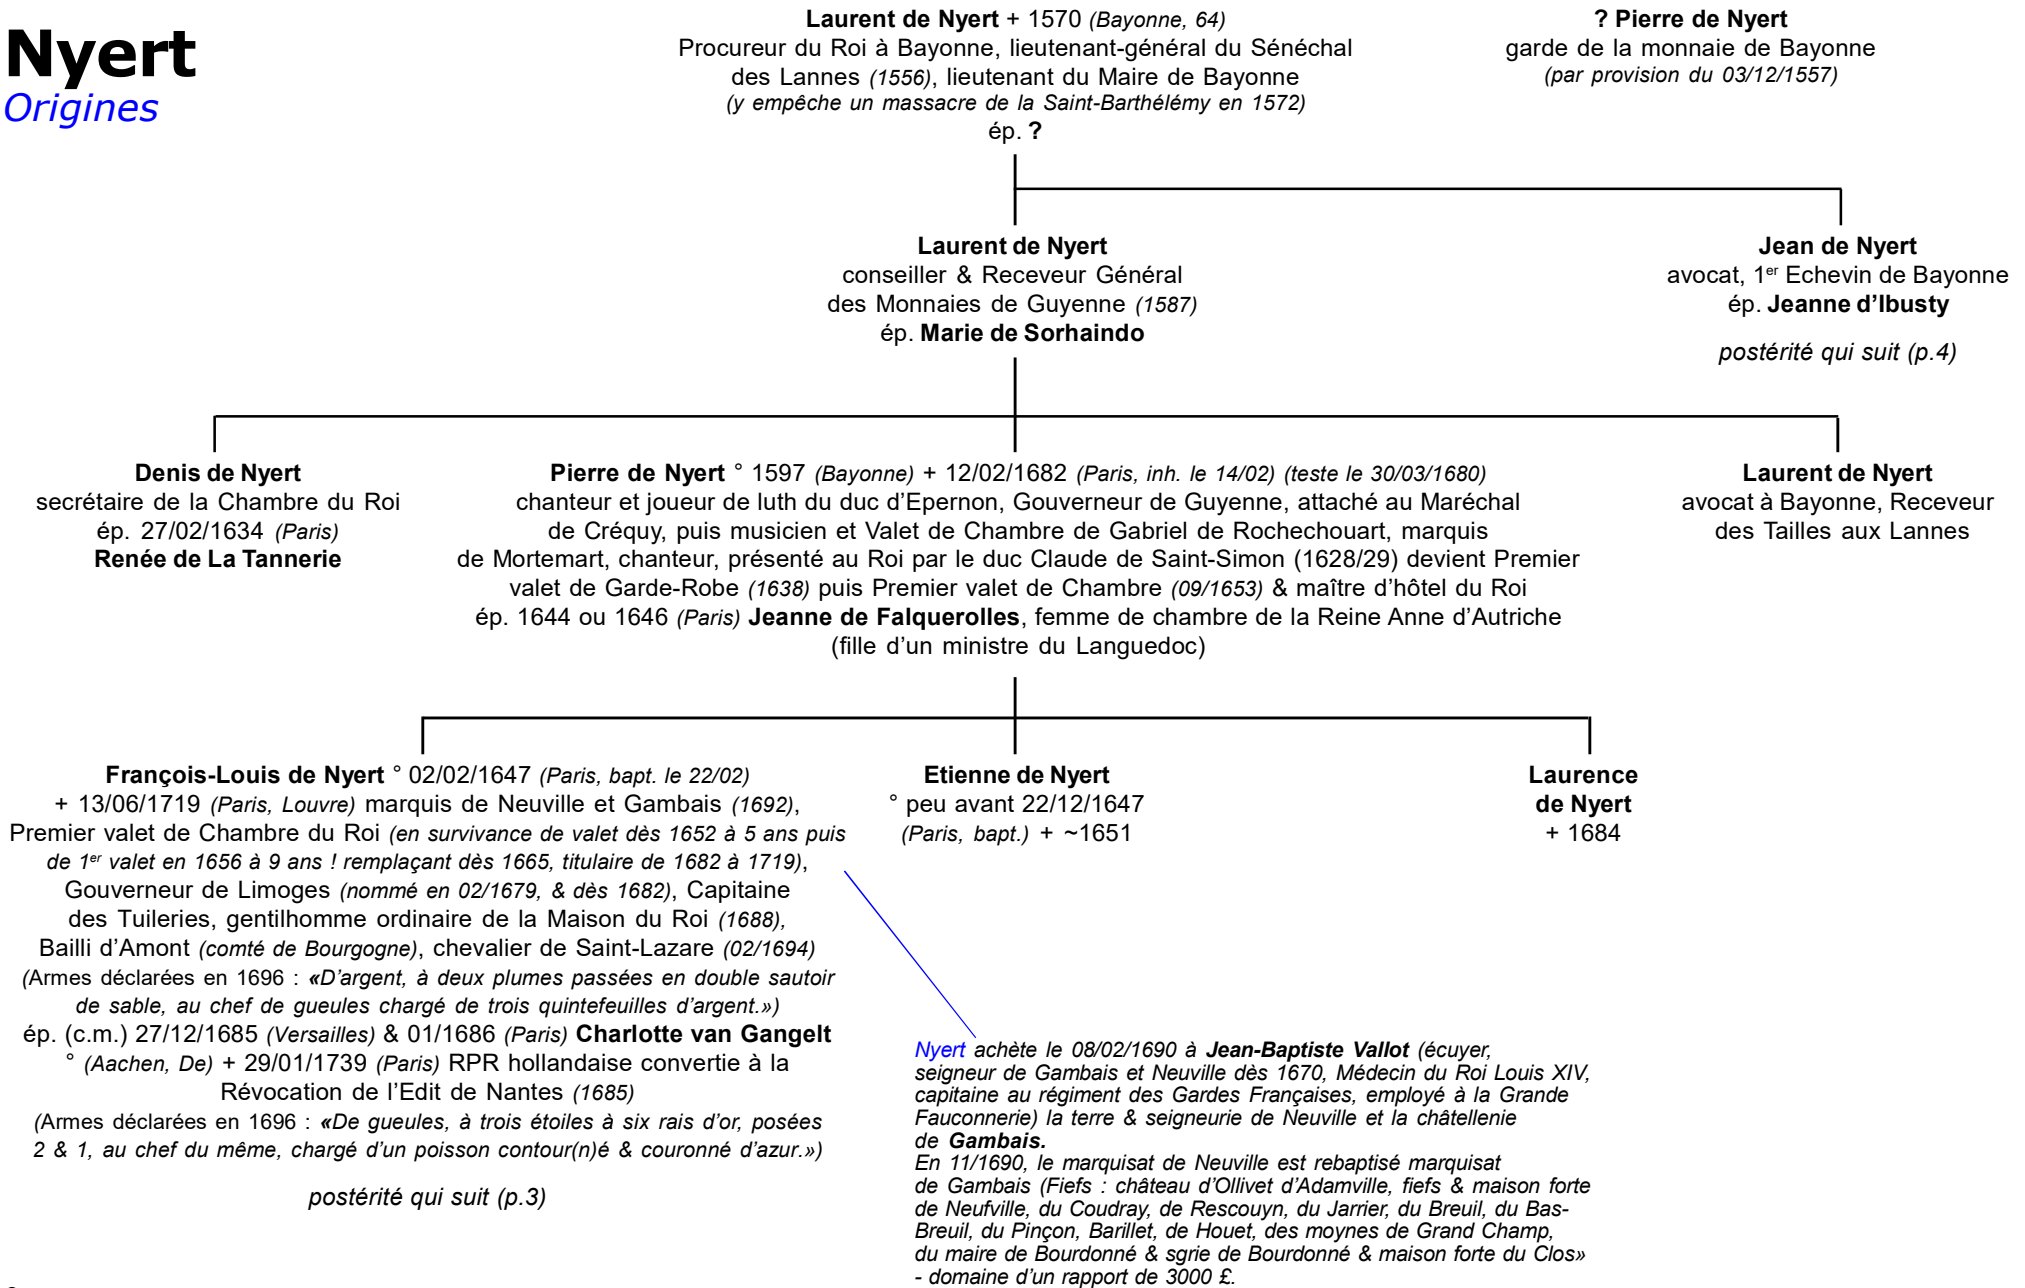 Nyert
Origines
Laurent de Nyert + 1570 (Bayonne, 64)
Procureur du Roi à Bayonne, lieutenant-général du Sénéchal
des Lannes (1556), lieutenant du Maire de Bayonne
(y empêche un massacre de la Saint-Barthélémy en 1572)
ép. ?
? Pierre de Nyert
garde de la monnaie de Bayonne
(par provision du 03/12/1557)
Laurent de Nyert
conseiller & Receveur Général
des Monnaies de Guyenne (1587)
ép. Marie de Sorhaindo
Jean de Nyert
avocat, 1er Echevin de Bayonne
ép. Jeanne d’Ibusty
postérité qui suit (p.4)
Denis de Nyert
secrétaire de la Chambre du Roi
ép. 27/02/1634 (Paris)
Renée de La Tannerie
Pierre de Nyert ° 1597 (Bayonne) + 12/02/1682 (Paris, inh. le 14/02) (teste le 30/03/1680)
chanteur et joueur de luth du duc d’Epernon, Gouverneur de Guyenne, attaché au Maréchal
de Créquy, puis musicien et Valet de Chambre de Gabriel de Rochechouart, marquis
de Mortemart, chanteur, présenté au Roi par le duc Claude de Saint-Simon (1628/29) devient Premier
valet de Garde-Robe (1638) puis Premier valet de Chambre (09/1653) & maître d’hôtel du Roi
ép. 1644 ou 1646 (Paris) Jeanne de Falquerolles, femme de chambre de la Reine Anne d’Autriche
(fille d’un ministre du Languedoc)
Laurent de Nyert
avocat à Bayonne, Receveur
des Tailles aux Lannes
François-Louis de Nyert ° 02/02/1647 (Paris, bapt. le 22/02)
+ 13/06/1719 (Paris, Louvre) marquis de Neuville et Gambais (1692),
Premier valet de Chambre du Roi (en survivance de valet dès 1652 à 5 ans puis
de 1er valet en 1656 à 9 ans ! remplaçant dès 1665, titulaire de 1682 à 1719),
Gouverneur de Limoges (nommé en 02/1679, & dès 1682), Capitaine
des Tuileries, gentilhomme ordinaire de la Maison du Roi (1688),
Bailli d’Amont (comté de Bourgogne), chevalier de Saint-Lazare (02/1694)
(Armes déclarées en 1696 : «D’argent, à deux plumes passées en double sautoir
de sable, au chef de gueules chargé de trois quintefeuilles d’argent.»)
ép. (c.m.) 27/12/1685 (Versailles) & 01/1686 (Paris) Charlotte van Gangelt
° (Aachen, De) + 29/01/1739 (Paris) RPR hollandaise convertie à la
Révocation de l’Edit de Nantes (1685)
(Armes déclarées en 1696 : «De gueules, à trois étoiles à six rais d’or, posées
2 & 1, au chef du même, chargé d’un poisson contour(n)é & couronné d’azur.»)
postérité qui suit (p.3)
Etienne de Nyert
° peu avant 22/12/1647
(Paris, bapt.) + ~1651
Laurence
de Nyert
+ 1684
Nyert achète le 08/02/1690 à Jean-Baptiste Vallot (écuyer,
seigneur de Gambais et Neuville dès 1670, Médecin du Roi Louis XIV,
capitaine au régiment des Gardes Françaises, employé à la Grande
Fauconnerie) la terre & seigneurie de Neuville et la châtellenie
de Gambais.
En 11/1690, le marquisat de Neuville est rebaptisé marquisat
de Gambais (Fiefs : château d’Ollivet d’Adamville, fiefs & maison forte
de Neufville, du Coudray, de Rescouyn, du Jarrier, du Breuil, du Bas-
Breuil, du Pinçon, Barillet, de Houet, des moynes de Grand Champ,
du maire de Bourdonné & sgrie de Bourdonné & maison forte du Clos»
- domaine d’un rapport de 3000 £.